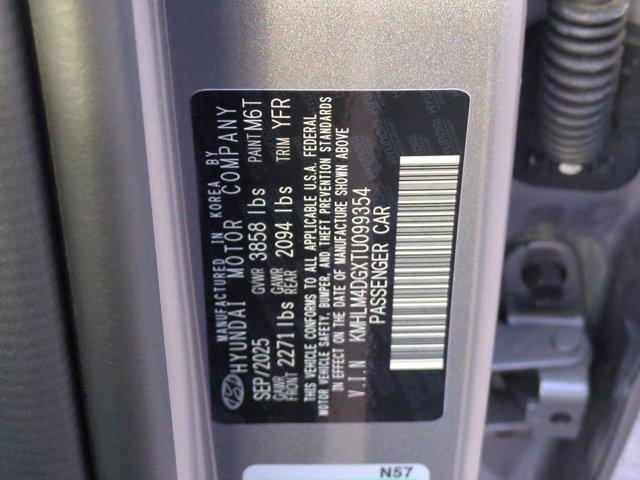 MANUFACTURED IN KOREA BY
HYUNDAI MOTOR COMPANY
SEP/2025 GVWR 3858 lbs PAINT M6T
GAWR FRONT 2271 lbs GAWR REAR 2094 lbs TRIM YFR
THIS VEHICLE CONFORMS TO ALL APPLICABLE U.S.A. FEDERAL
MOTOR VEHICLE SAFETY, BUMPER, AND THEFT PREVENTION STANDARDS
IN EFFECT ON THE DATE OF MANUFACTURE SHOWN ABOVE
V.I.N KMHLM4DGXTU099354
PASSENGER CAR
N57